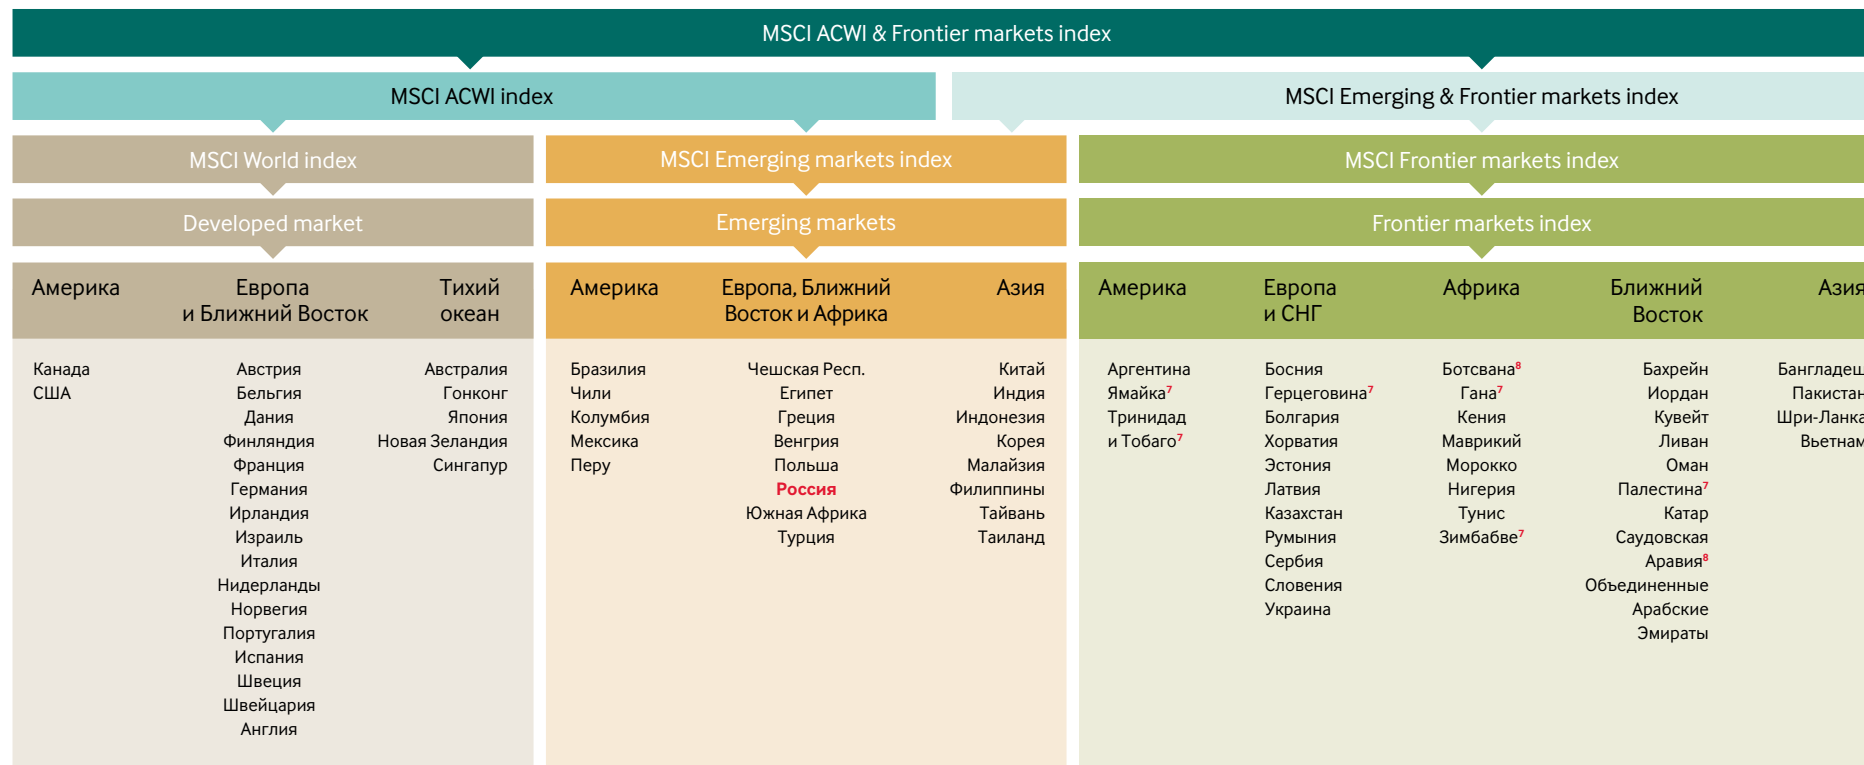 MSCI ACWI & Frontier markets index
MSCI ACWI index
MSCI Emerging & Frontier markets index
MSCI World index
MSCI Emerging markets index
MSCI Frontier markets index
Developed market
Emerging markets
Frontier markets index
Америка
Европа
и Ближний Восток
Тихий
океан
Канада
США
Австрия
Бельгия
Дания
Финляндия
Франция
Германия
Ирландия
Израиль
Италия
Нидерланды
Норвегия
Португалия
Испания
Швеция
Швейцария
Англия
Австралия
Гонконг
Япония
Новая Зеландия
Сингапур
Америка
Европа, Ближний
Восток и Африка
Азия
Бразилия
Чили
Колумбия
Мексика
Перу
Чешская Респ.
Египет
Греция
Венгрия
Польша
Россия
Южная Африка
Турция
Китай
Индия
Индонезия
Корея
Малайзия
Филиппины
Тайвань
Таиланд
Америка
Европа
и СНГ
Африка
Ближний
Восток
Азия
Аргентина
Ямайка⁷
Тринидад
и Тобаго⁷
Босния
Герцеговина⁷
Болгария
Хорватия
Эстония
Латвия
Казахстан
Румыния
Сербия
Словения
Украина
Ботсвана⁸
Гана⁷
Кения
Маврикий
Морокко
Нигерия
Тунис
Зимбабве⁷
Бахрейн
Иордан
Кувейт
Ливан
Оман
Палестина⁷
Катар
Саудовская
Аравия⁸
Объединенные
Арабские
Эмираты
Бангладеш
Пакистан
Шри-Ланка
Вьетнам